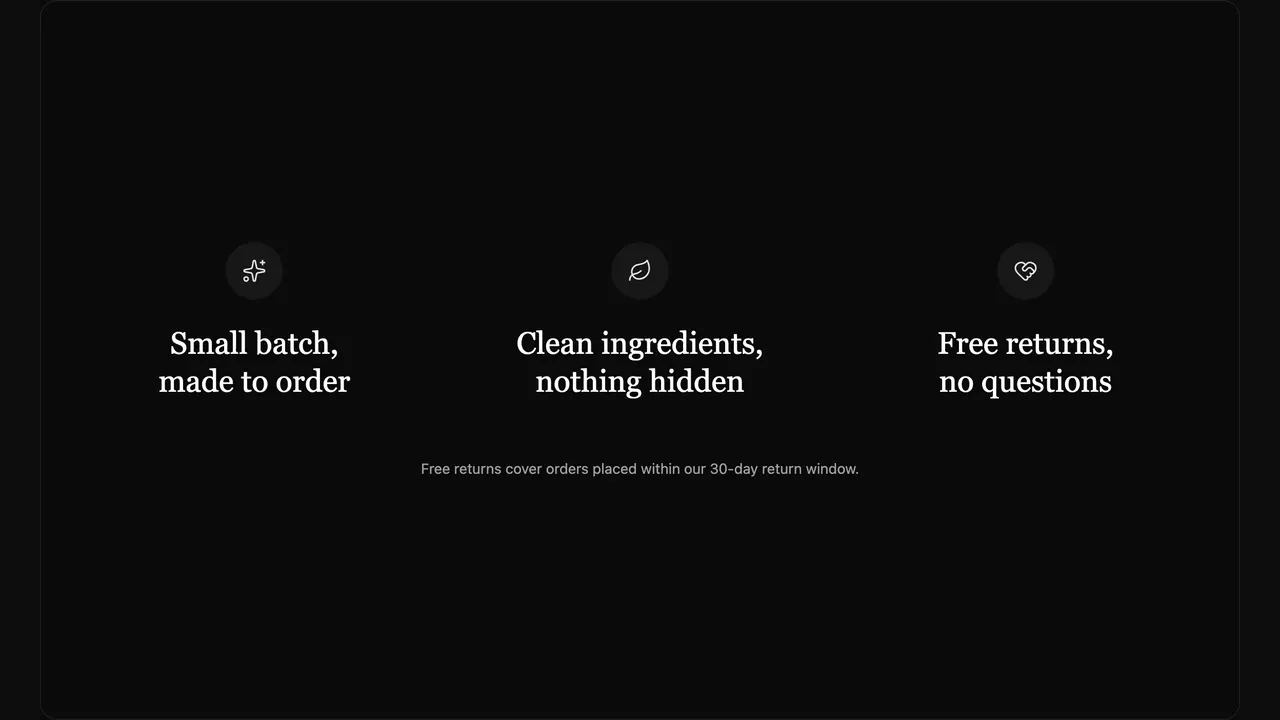 Small batch,
made to order
Clean ingredients,
nothing hidden
Free returns,
no questions
Free returns cover orders placed within our 30-day return window.